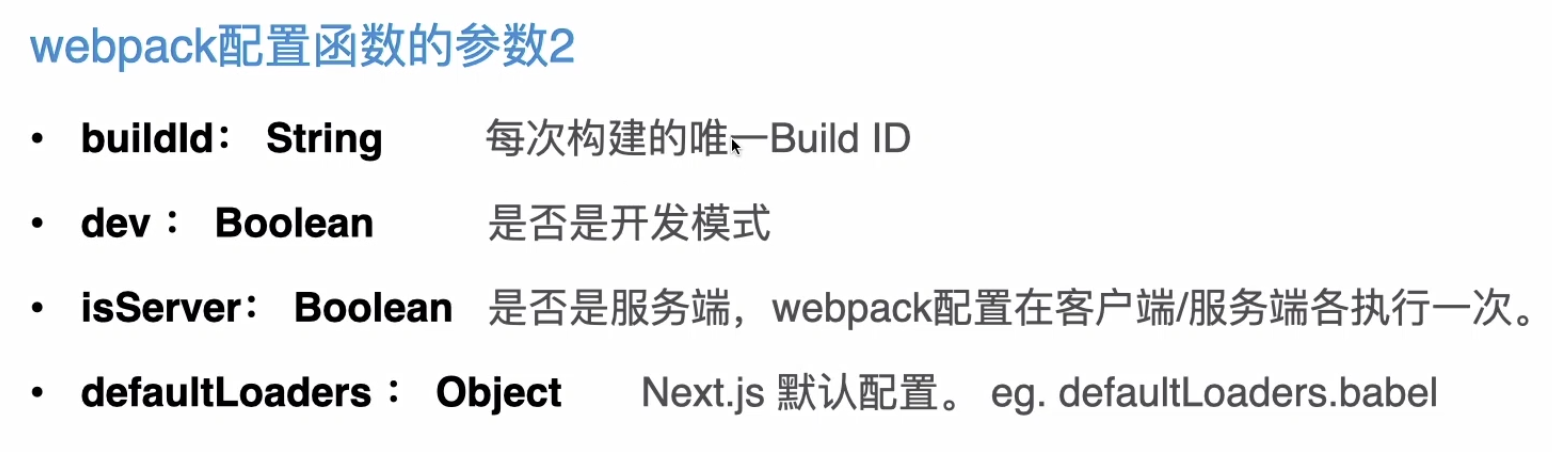 webpack配置函数的参数2
• buildId： String 每次构建的唯一Build ID
• dev： Boolean 是否是开发模式
• isServer： Boolean 是否是服务端，webpack配置在客户端/服务端各执行一次。
• defaultLoaders： Object Next.js 默认配置。 eg. defaultLoaders.babel